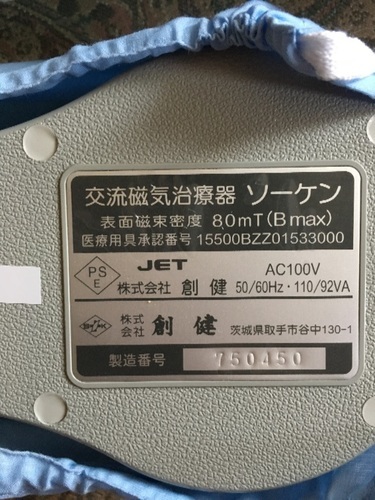 交流磁気治療器 ソーケン
表面磁束密度 80mT(Bmax)
医療用具承認番号 15500BZZ01533000
PS
E
JET
AC100V
株式会社 創健 50/60Hz・110/92VA
株式
会社 創健 茨城県取手市谷中130-1
製造番号 750450